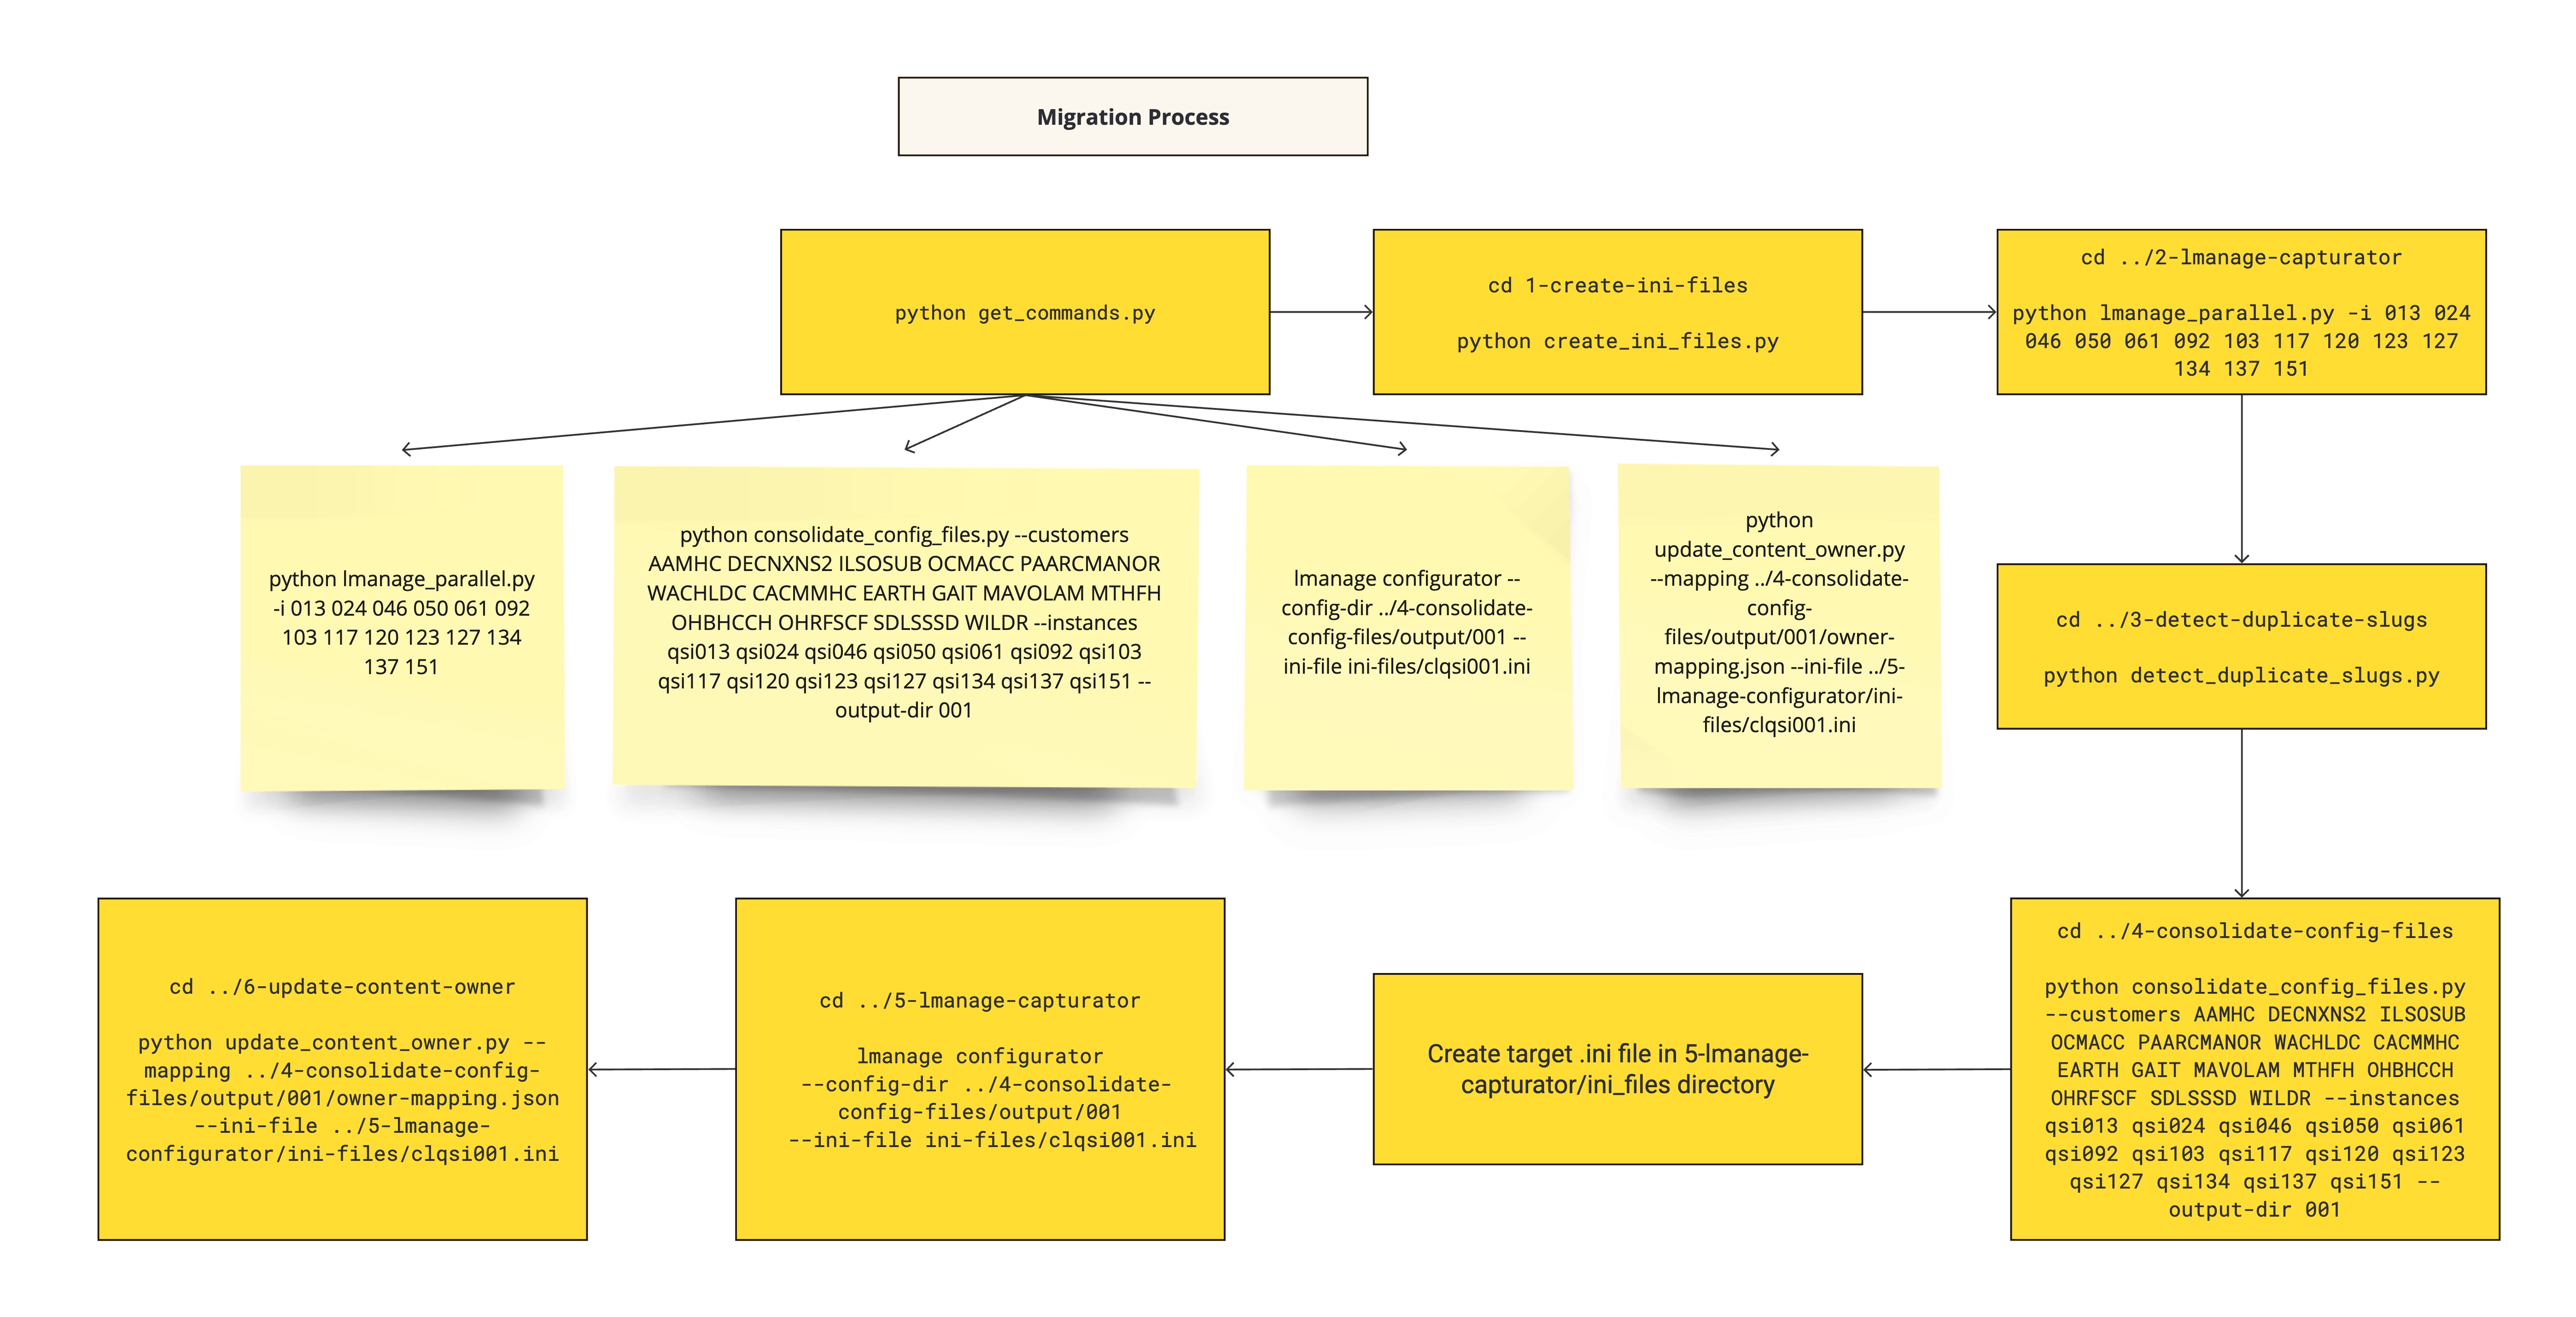 Migration Process
python get_commands.py
cd 1-create-ini-files
python create_ini_files.py
cd ../2-lmanage-capturator
python lmanage_parallel.py -i 013 024
046 050 061 092 103 117 120 123 127
134 137 151
python lmanage_parallel.py
-i 013 024 046 050 061 092
103 117 120 123 127 134
137 151
python consolidate_config_files.py --customers
AAMHC DECNXNS2 ILSOSUB OCMACC PAARCMANOR
WACHLDC CACMMHC EARTH GAIT MAVOLAM MTHFH
OHBHCCH OHRFSCF SDLSSSD WILDR --instances
qsi013 qsi024 qsi046 qsi050 qsi061 qsi092 qsi103
qsi117 qsi120 qsi123 qsi127 qsi134 qsi137 qsi151 --
output-dir 001
lmanage configurator --
config-dir ../4-consolidate-
config-files/output/001 --
ini-file ini-files/clqsi001.ini
python
update_content_owner.py
--mapping ../4-consolidate-
config-
files/output/001/owner-
mapping.json --ini-file ../5-
lmanage-configurator/ini-
files/clqsi001.ini
cd ../3-detect-duplicate-slugs
python detect_duplicate_slugs.py
cd ../4-consolidate-config-files
python consolidate_config_files.py
--customers AAMHC DECNXNS2 ILSOSUB
OCMACC PAARCMANOR WACHLDC CACMMHC
EARTH GAIT MAVOLAM MTHFH OHBHCCH
OHRFSCF SDLSSSD WILDR --instances
qsi013 qsi024 qsi046 qsi050 qsi061
qsi092 qsi103 qsi117 qsi120 qsi123
qsi127 qsi134 qsi137 qsi151 --
output-dir 001
Create target .ini file in 5-lmanage-
capturator/ini_files directory
cd ../5-lmanage-capturator
lmanage configurator
--config-dir ../4-consolidate-
config-files/output/001
--ini-file ini-files/clqsi001.ini
cd ../6-update-content-owner
python update_content_owner.py --
mapping ../4-consolidate-config-
files/output/001/owner-mapping.json
--ini-file ../5-lmanage-
configurator/ini-files/clqsi001.ini